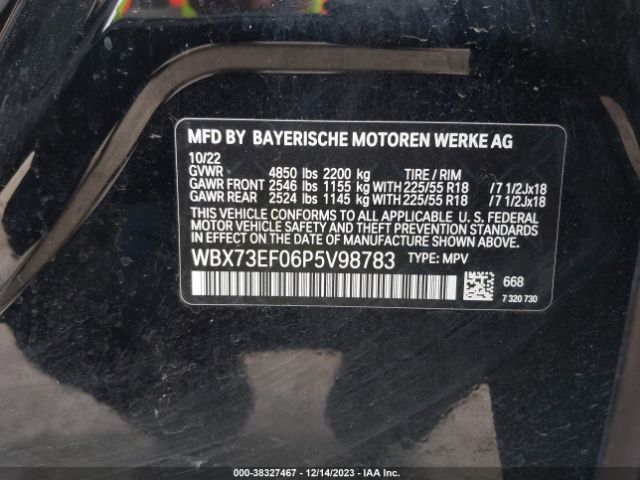 MFD BY BAYERISCHE MOTOREN WERKE AG
10/22
GVWR 4850 lbs 2200 kg TIRE / RIM
GAWR FRONT 2546 lbs 1155 kg WITH 225/55 R18 /7 1/2Jx18
GAWR REAR 2524 lbs 1145 kg WITH 225/55 R18 /7 1/2Jx18
THIS VEHICLE CONFORMS TO ALL APPLICABLE U. S. FEDERAL
MOTOR VEHICLE SAFETY AND THEFT PREVENTION STANDARDS
IN EFFECT ON THE DATE OF MANUFACTURE SHOWN ABOVE.
WBX73EF06P5V98783 TYPE: MPV
668
7 320 730
000-38327467 - 12/14/2023 - IAA Inc.